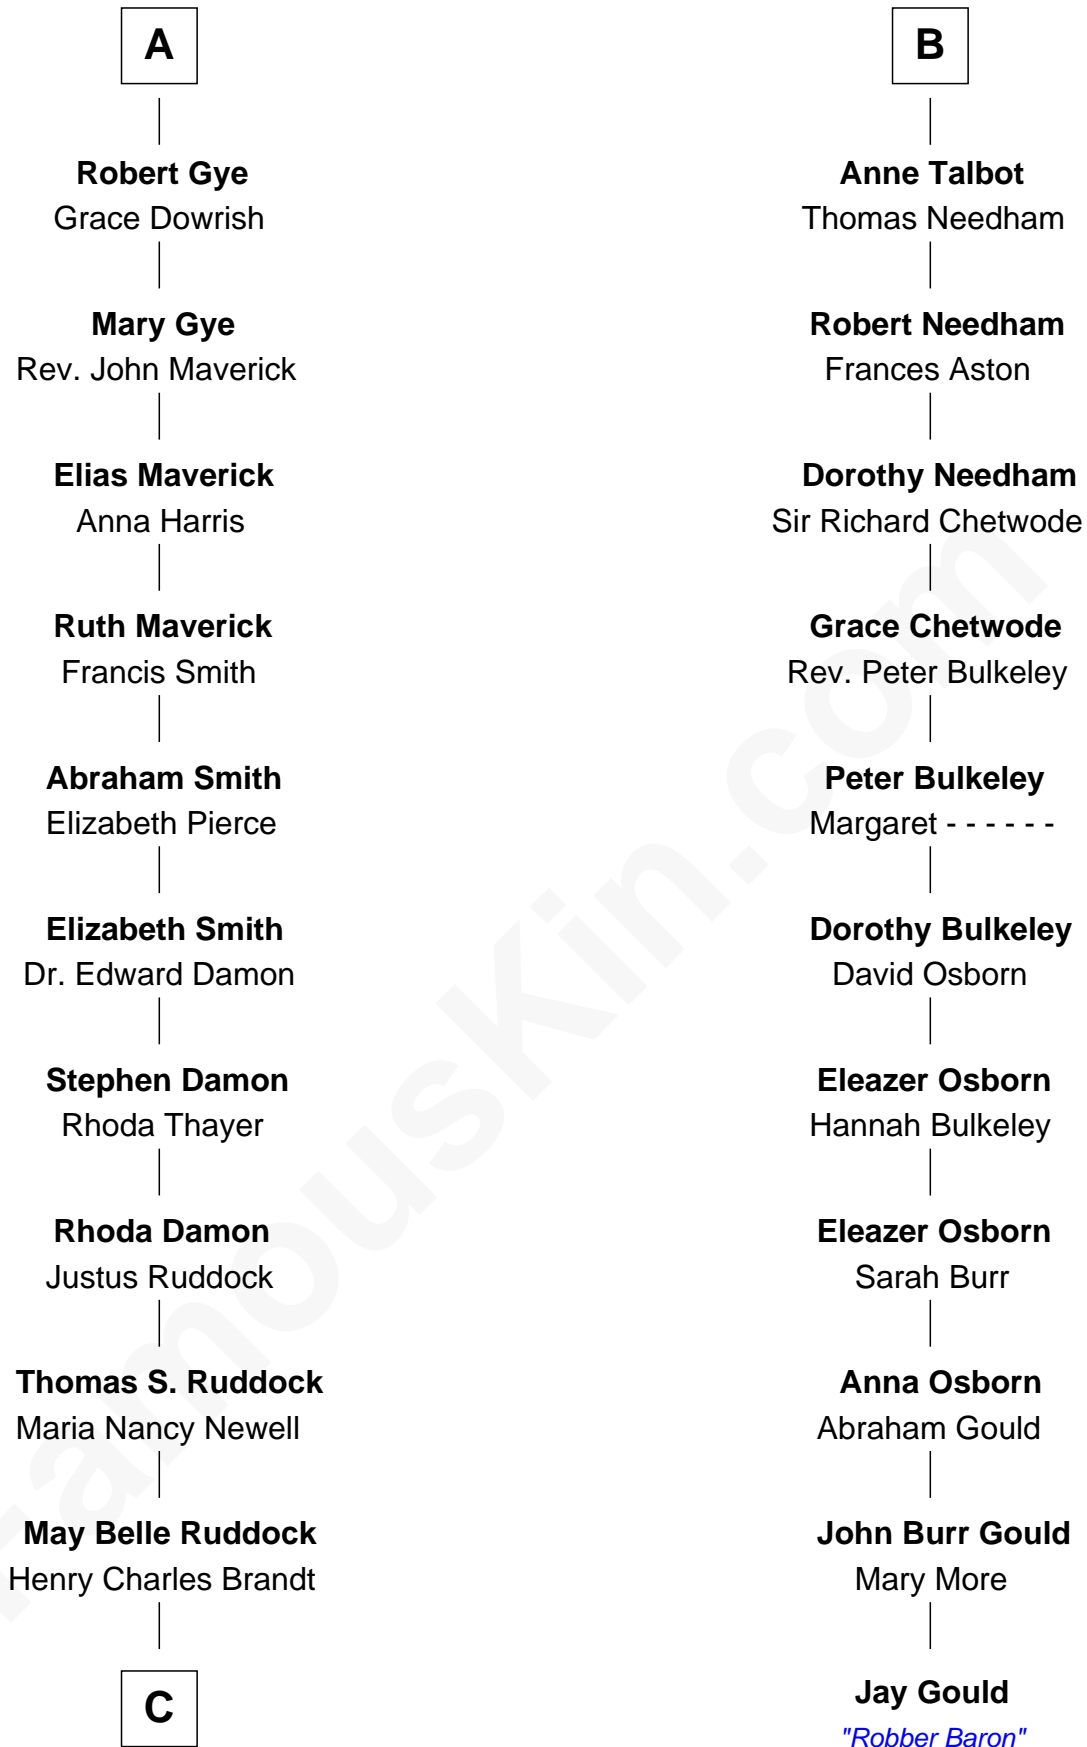 A
Robert Gye
Grace Dowrish
Mary Gye
Rev. John Maverick
Elias Maverick
Anna Harris
Ruth Maverick
Francis Smith
Abraham Smith
Elizabeth Pierce
Elizabeth Smith
Dr. Edward Damon
Stephen Damon
Rhoda Thayer
Rhoda Damon
Justus Ruddock
Thomas S. Ruddock
Maria Nancy Newell
May Belle Ruddock
Henry Charles Brandt
C
B
Anne Talbot
Thomas Needham
Robert Needham
Frances Aston
Dorothy Needham
Sir Richard Chetwode
Grace Chetwode
Rev. Peter Bulkeley
Peter Bulkeley
Margaret - - - - - -
Dorothy Bulkeley
David Osborn
Eleazer Osborn
Hannah Bulkeley
Eleazer Osborn
Sarah Burr
Anna Osborn
Abraham Gould
John Burr Gould
Mary More
Jay Gould
"Robber Baron"
FamousKin.com